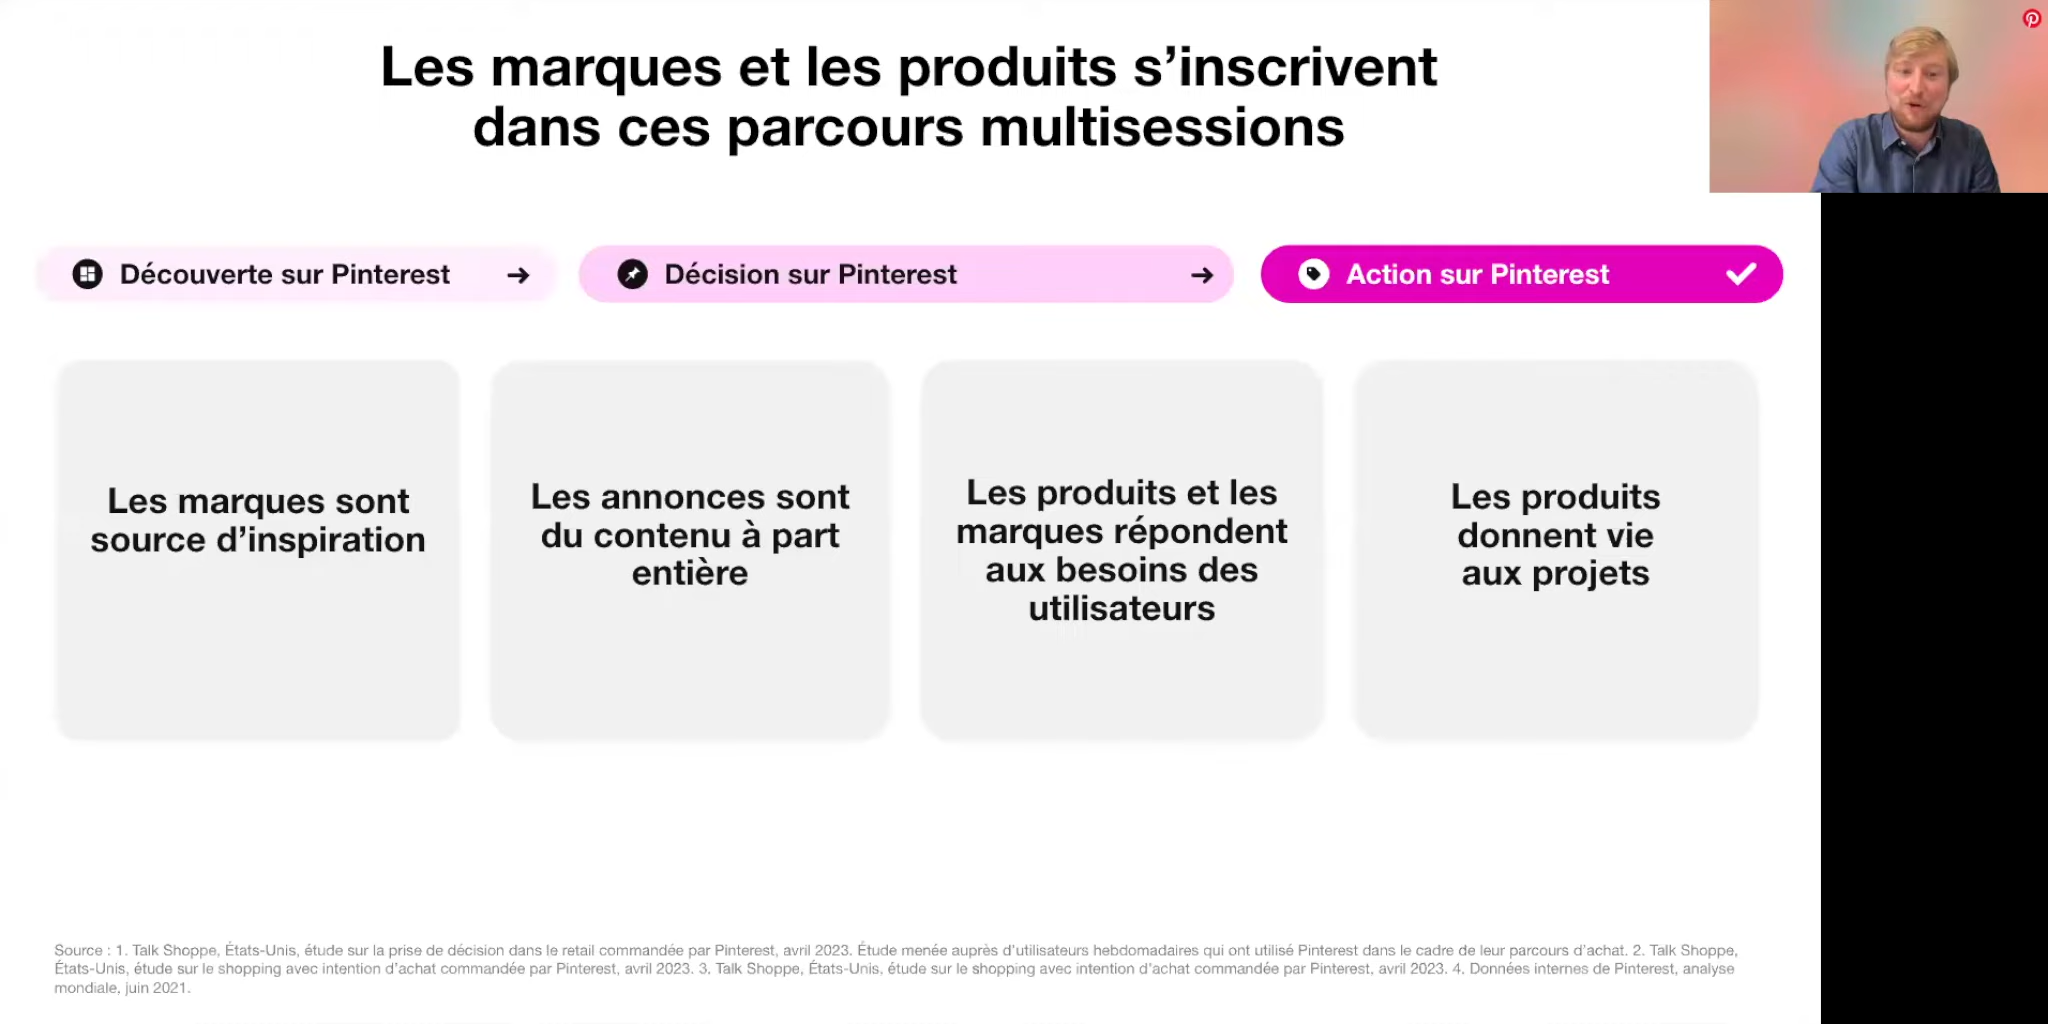 Les marques et les produits s’inscrivent
dans ces parcours multisessions
Découverte sur Pinterest
Décision sur Pinterest
Action sur Pinterest
Les marques sont
source d’inspiration
Les annonces sont
du contenu à part
entière
Les produits et les
marques répondent
aux besoins des
utilisateurs
Les produits
donnent vie
aux projets
Source : 1. Talk Shoppe, États-Unis, étude sur la prise de décision dans le retail commandée par Pinterest, avril 2023. Étude menée auprès d’utilisateurs hebdomadaires qui ont utilisé Pinterest dans le cadre de leur parcours d’achat. 2. Talk Shoppe,
États-Unis, étude sur le shopping avec intention d’achat commandée par Pinterest, avril 2023. 3. Talk Shoppe, États-Unis, étude sur le shopping avec intention d’achat commandée par Pinterest, avril 2023. 4. Données internes de Pinterest, analyse
mondiale, juin 2021.